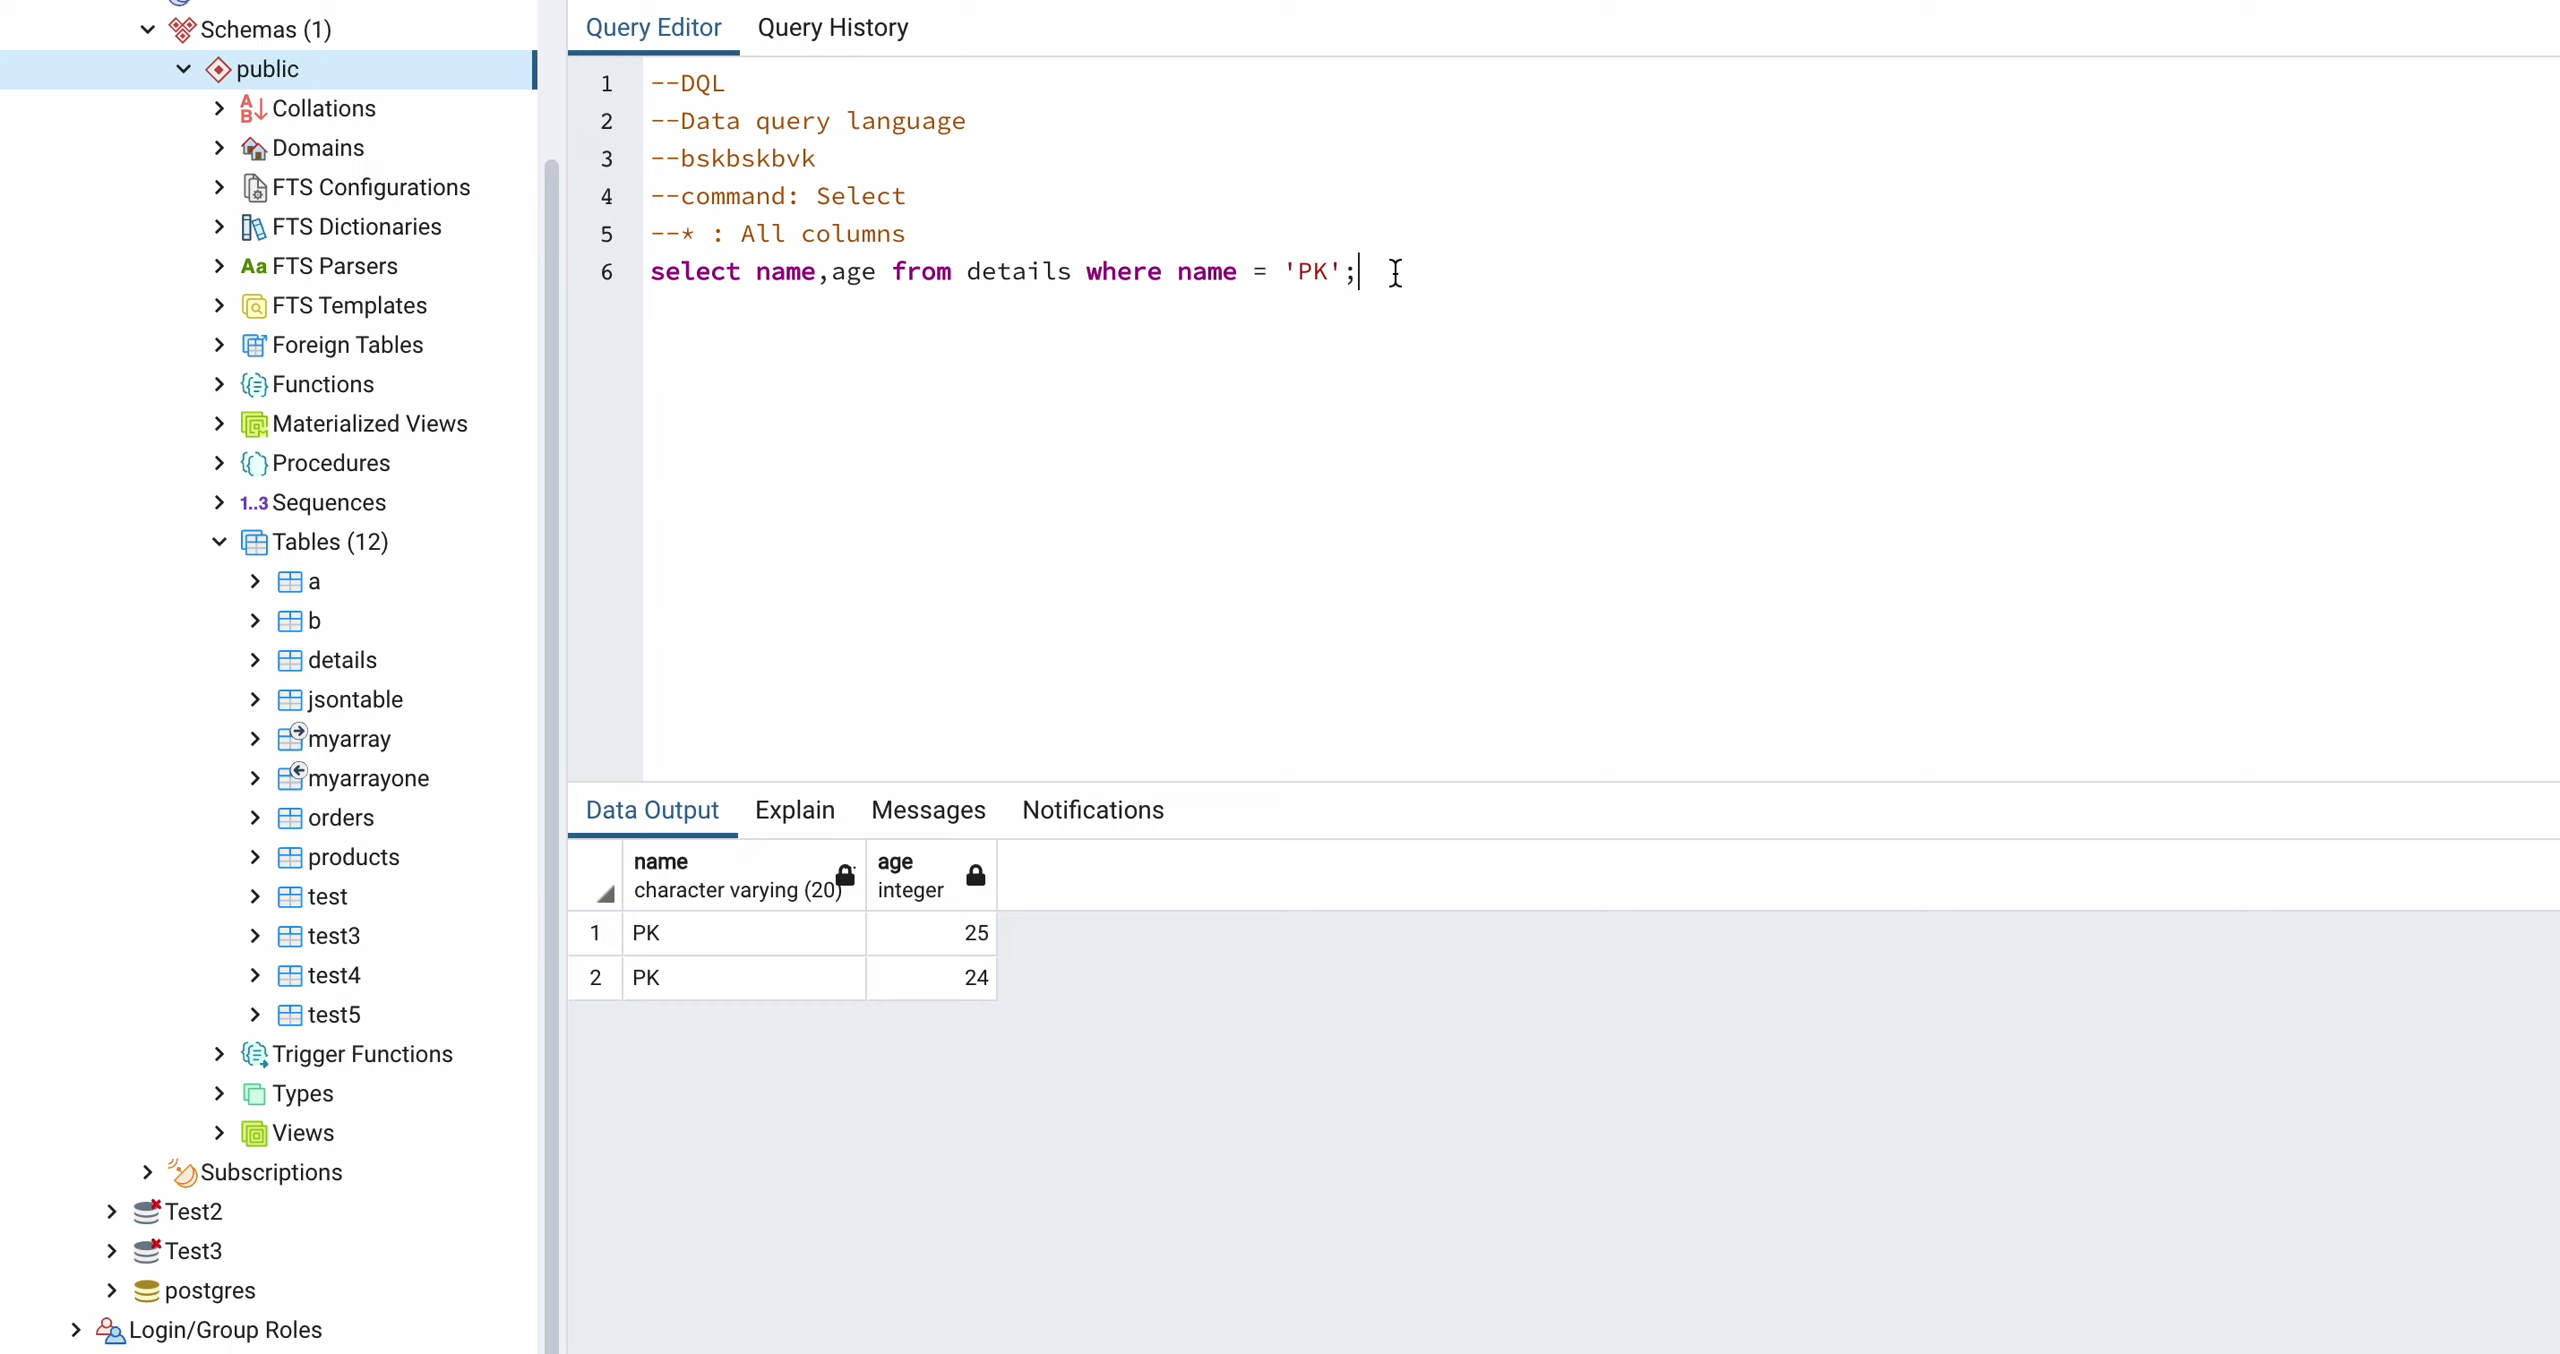 Schemas (1)
public
Collations
Domains
FTS Configurations
FTS Dictionaries
Aa FTS Parsers
FTS Templates
Foreign Tables
Functions
Materialized Views
Procedures
1..3 Sequences
Tables (12)
a
b
details
jsontable
myarray
myarrayone
orders
products
test
test3
test4
test5
Trigger Functions
Types
Views
Subscriptions
Test2
Test3
postgres
Login/Group Roles
Query Editor Query History
1 --DQL
2 --Data query language
3 --bskbskbvk
4 --command: Select
5 --* : All columns
6 select name,age from details where name = 'PK';
Data Output Explain Messages Notifications
name age
character varying (20) integer
1 PK 25
2 PK 24